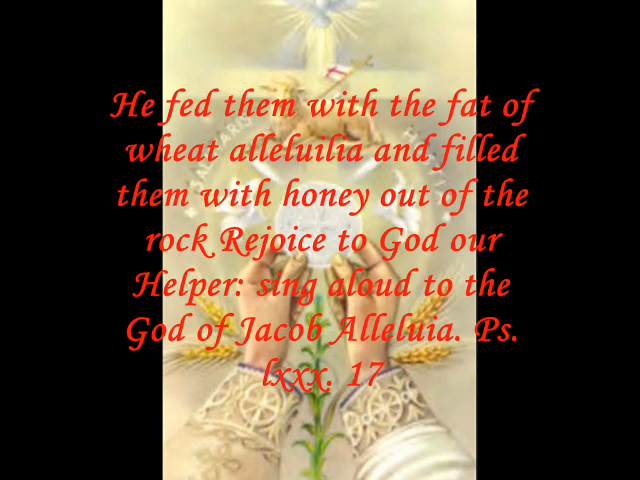 He fed them with the fat of
wheat alleluilia and filled
them with honey out of the
rock Rejoice to God our
Helper: sing aloud to the
God of Jacob Alleluia. Ps.
lxxx. 17